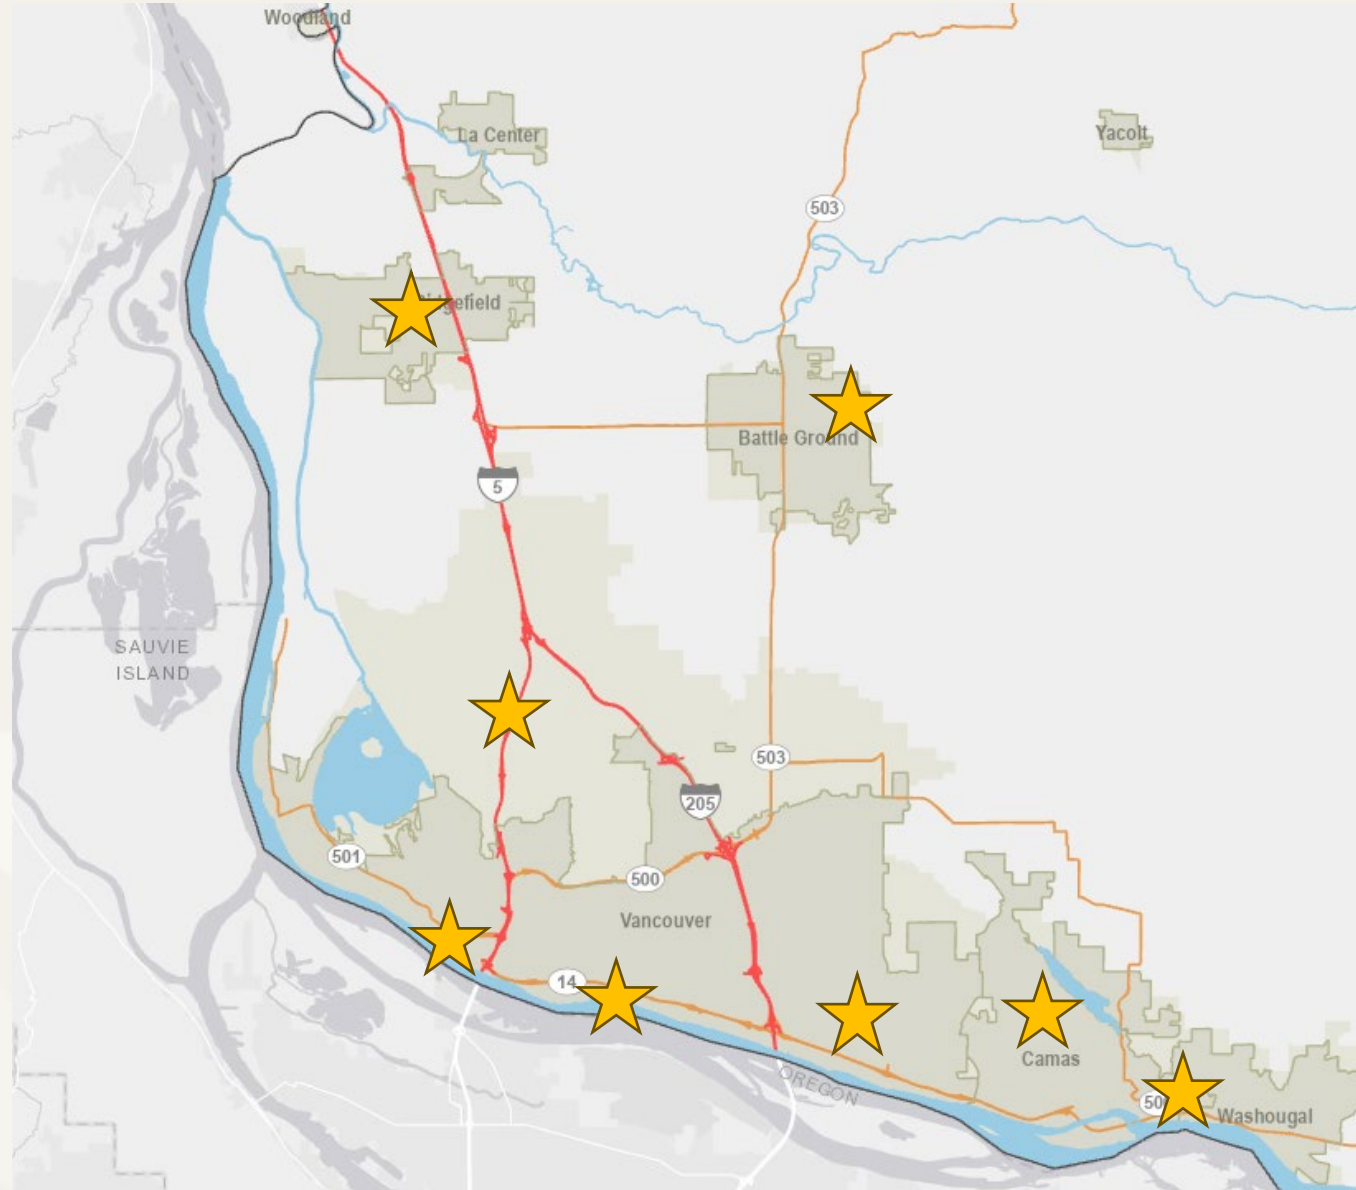 Woodland
La Center
Yacolt
503
Ridgefield
Battle Ground
5
SAUVIE
ISLAND
503
205
501
500
Vancouver
14
Camas
OREGON
Washougal